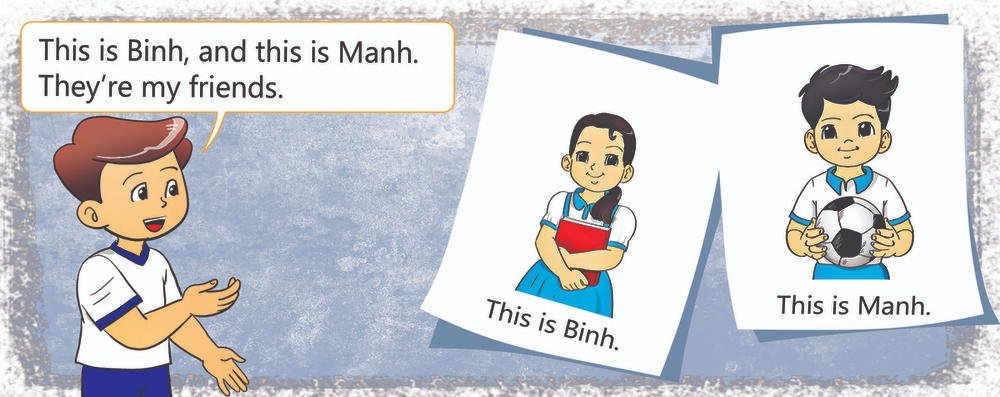 This is Binh, and this is Manh.
They’re my friends.
This is Binh.
This is Manh.